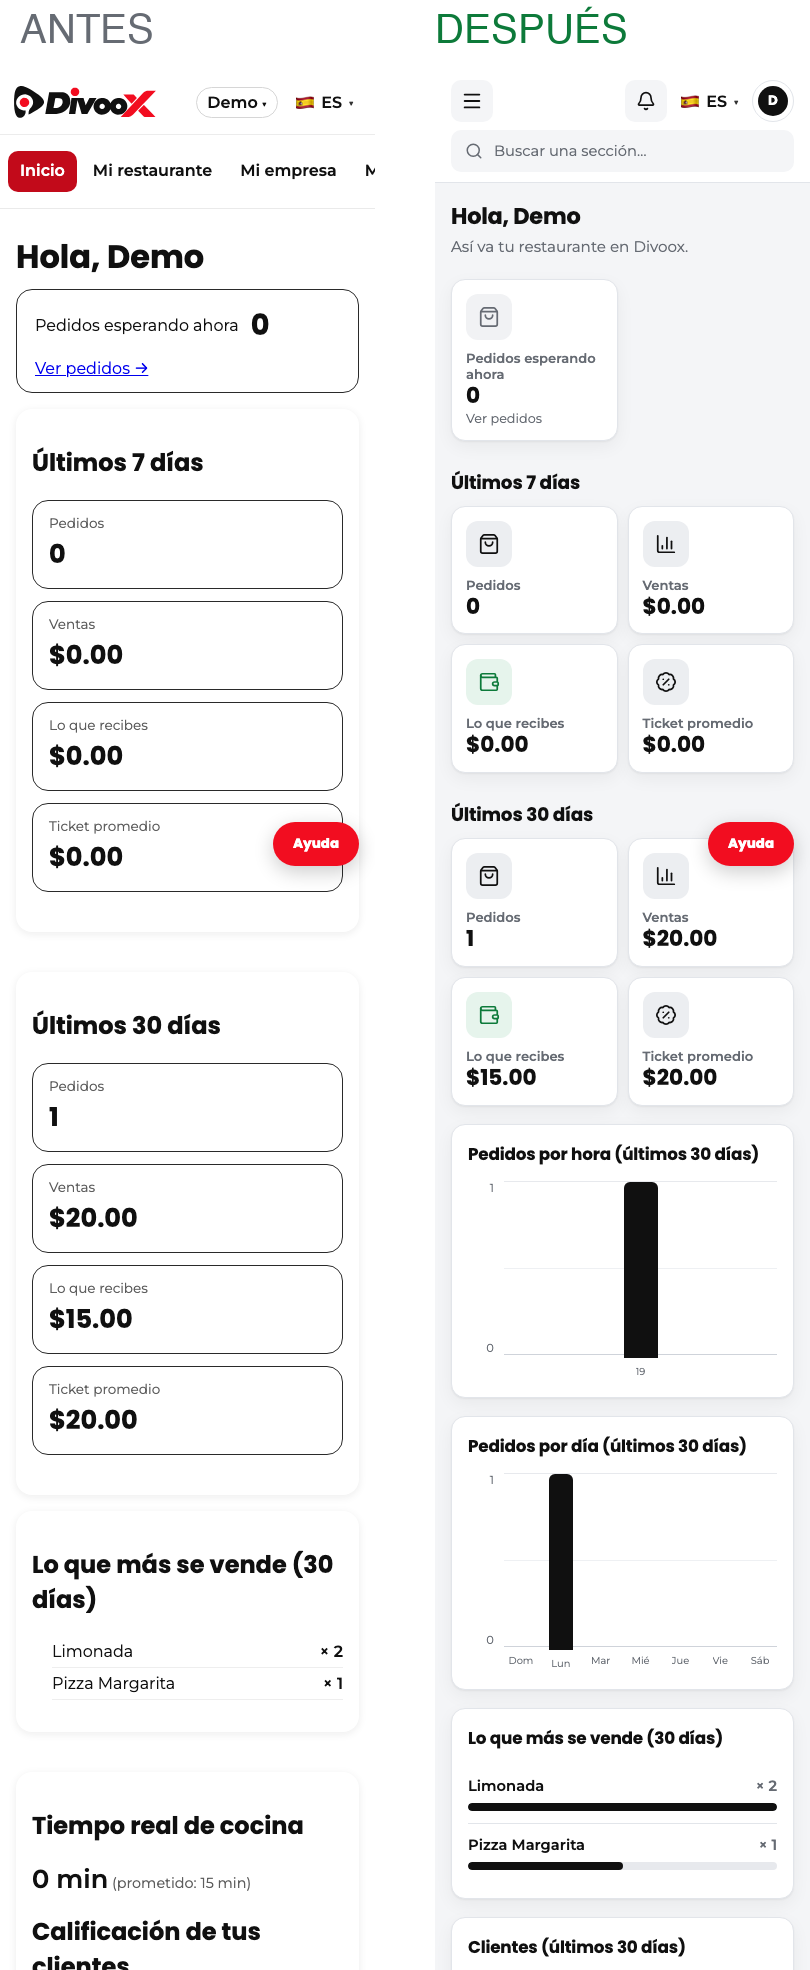 ANTES
DivooX
Demo
ES
Inicio
Mi restaurante
Mi empresa
M
Hola, Demo
Pedidos esperando ahora 0
Ver pedidos →
Últimos 7 días
Pedidos
0
Ventas
$0.00
Lo que recibes
$0.00
Ticket promedio
$0.00
Ayuda
Últimos 30 días
Pedidos
1
Ventas
$20.00
Lo que recibes
$15.00
Ticket promedio
$20.00
Lo que más se vende (30
días)
Limonada × 2
Pizza Margarita × 1
Tiempo real de cocina
0 min (prometido: 15 min)
Calificación de tus
clientes
DESPUÉS
ES
D
Buscar una sección...
Hola, Demo
Así va tu restaurante en Divoox.
Pedidos esperando
ahora
0
Ver pedidos
Últimos 7 días
Pedidos
0
Ventas
$0.00
Lo que recibes
$0.00
Ticket promedio
$0.00
Últimos 30 días
Ayuda
Pedidos
1
Ventas
$20.00
Lo que recibes
$15.00
Ticket promedio
$20.00
Pedidos por hora (últimos 30 días)
1
0
19
Pedidos por día (últimos 30 días)
1
0
Dom Lun Mar Mié Jue Vie Sáb
Lo que más se vende (30 días)
Limonada × 2
Pizza Margarita × 1
Clientes (últimos 30 días)